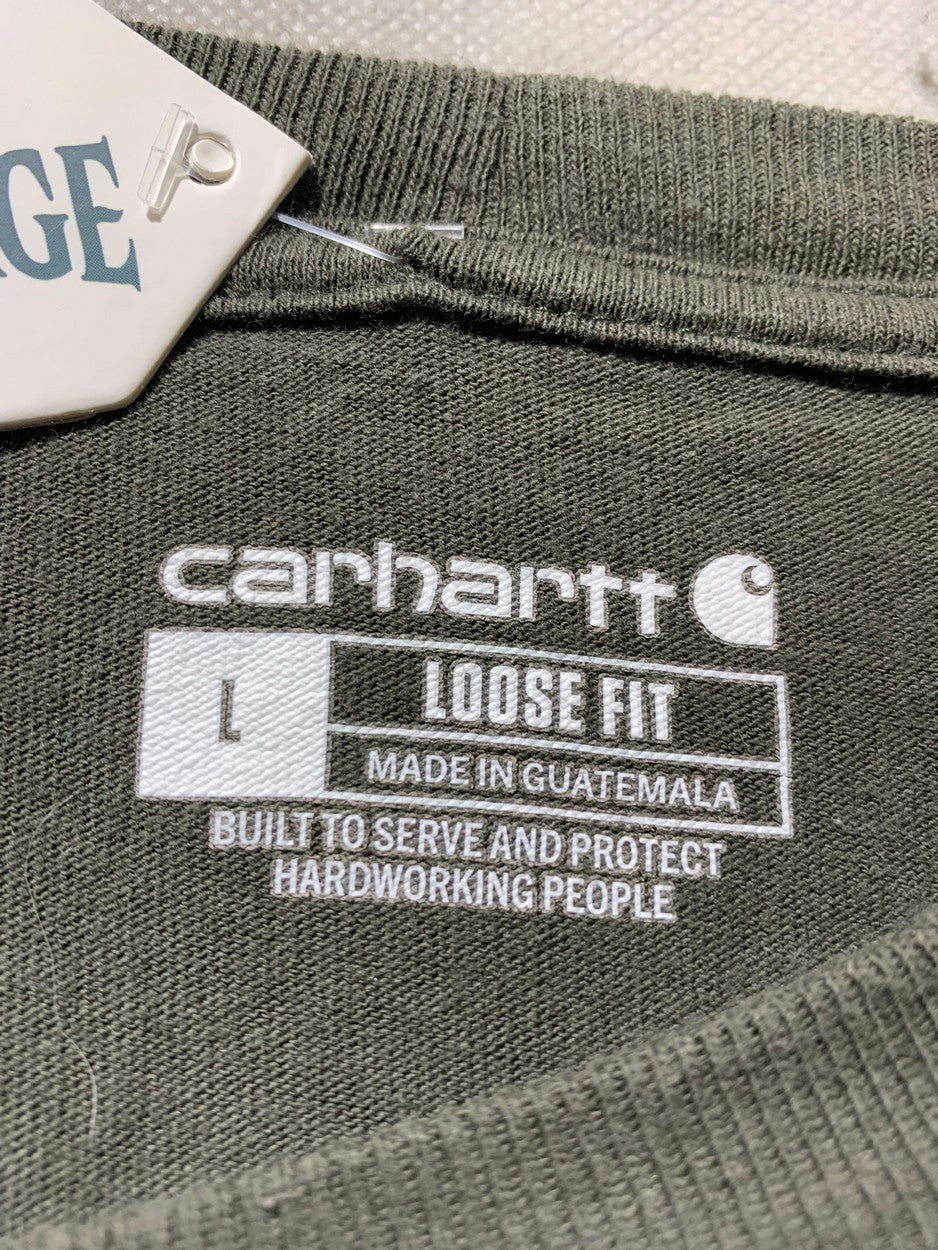 GE
carhartt
L
LOOSE FIT
MADE IN GUATEMALA
BUILT TO SERVE AND PROTECT
HARDWORKING PEOPLE